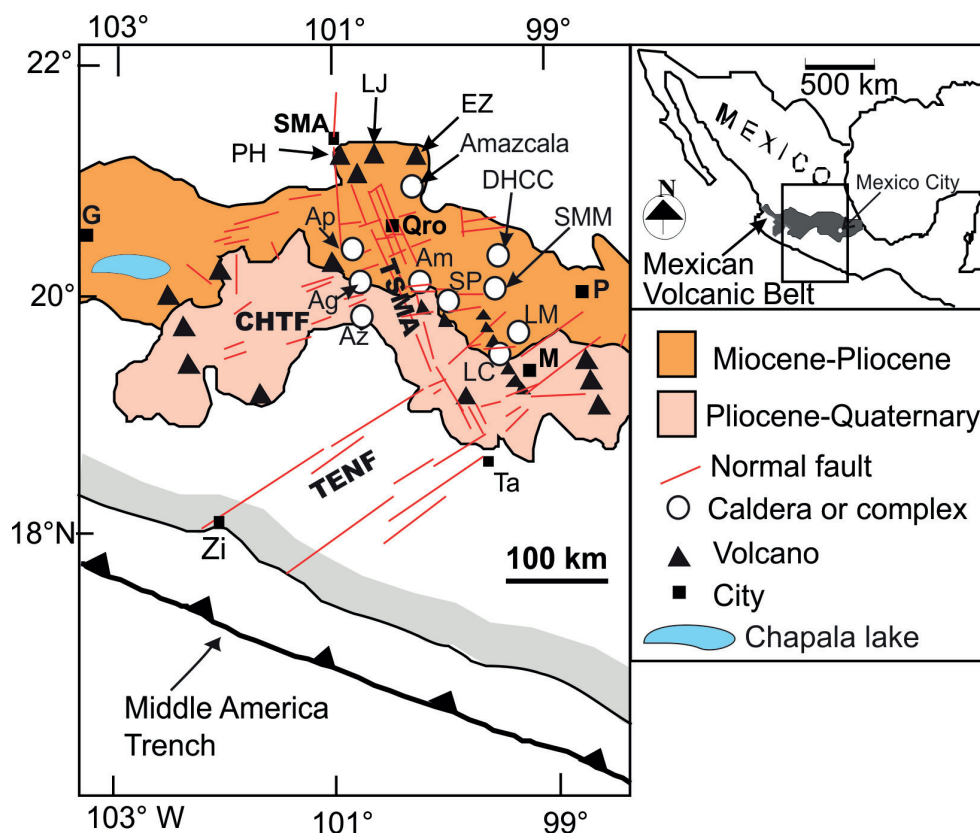 103°
101°
99°
22°
LJ
EZ
SMA
PH
Amazcala
DHCC
SMM
G
Ap
Qro
Am
SP
P
20°
TSMA
Ag
CHTF
Az
LM
LC
M
TENF
Ta
18°N
Zi
100 km
Middle America
Trench
103° W
101°
99°
500 km
MEXICO
N
Mexico City
Mexican
Volcanic Belt
Miocene-Pliocene
Pliocene-Quaternary
Normal fault
Caldera or complex
Volcano
City
Chapala lake